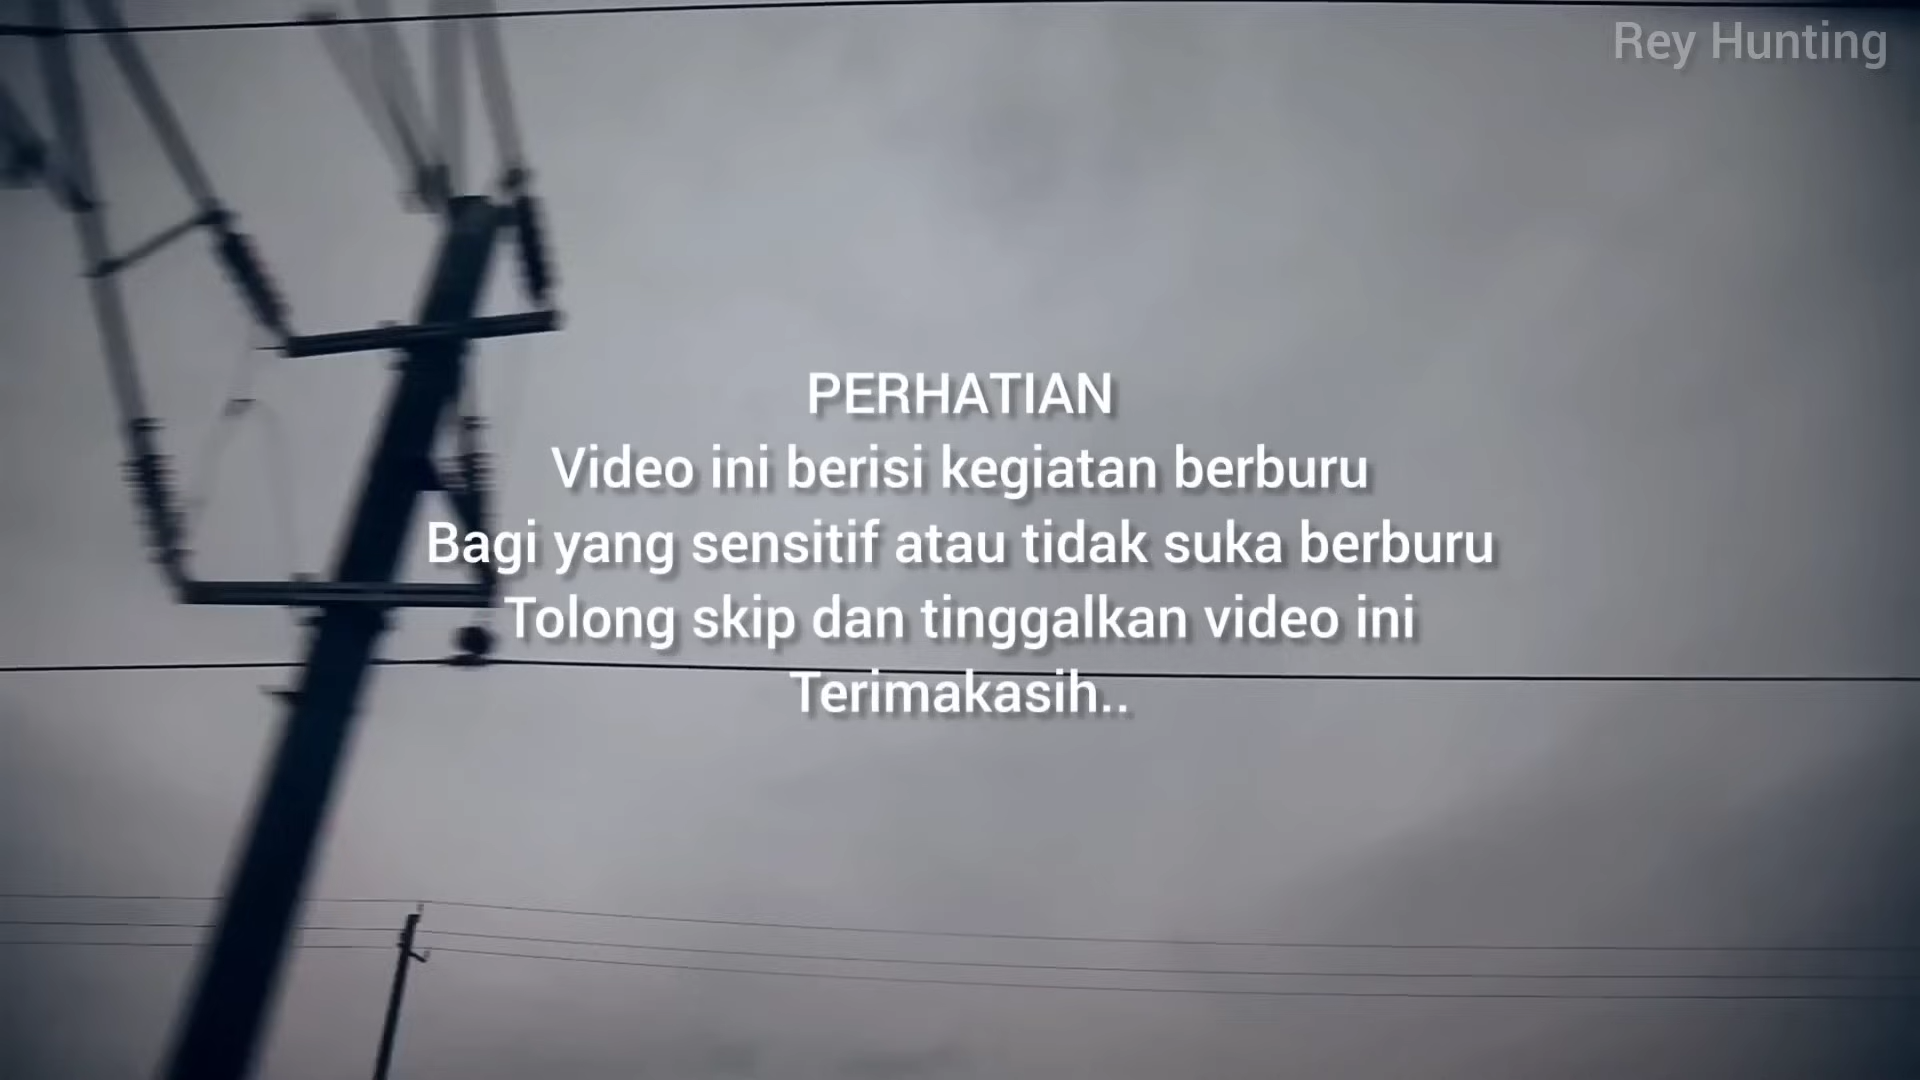 Rey Hunting
PERHATIAN
Video ini berisi kegiatan berburu
Bagi yang sensitif atau tidak suka berburu
Tolong skip dan tinggalkan video ini
Terimakasih..